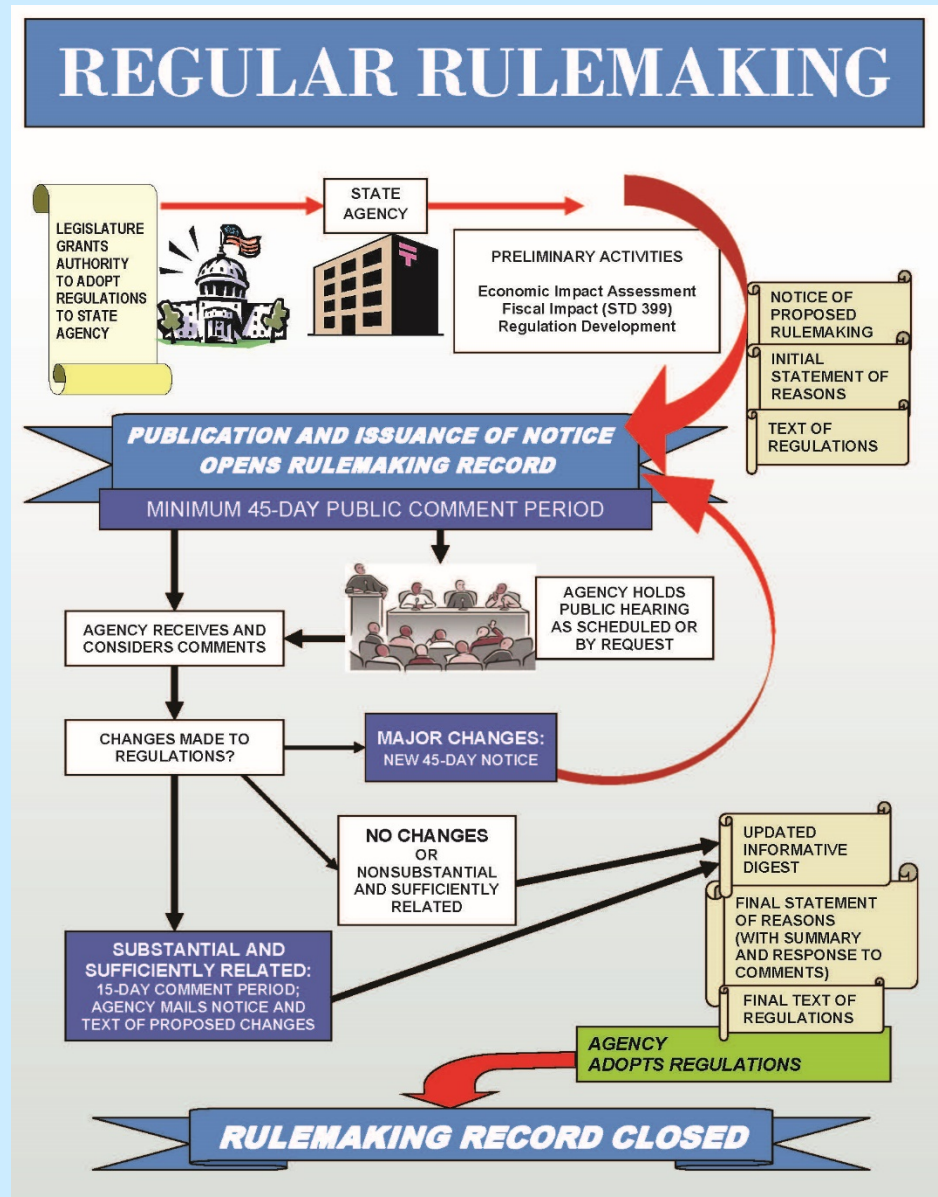 REGULAR RULEMAKING
LEGISLATURE
GRANTS
AUTHORITY
TO ADOPT
REGULATIONS
TO STATE
AGENCY
STATE
AGENCY
PRELIMINARY ACTIVITIES
Economic Impact Assessment
Fiscal Impact (STD 399)
Regulation Development
NOTICE OF
PROPOSED
RULEMAKING
INITIAL
STATEMENT OF
REASONS
TEXT OF
REGULATIONS
PUBLICATION AND ISSUANCE OF NOTICE
OPENS RULEMAKING RECORD
MINIMUM 45-DAY PUBLIC COMMENT PERIOD
AGENCY HOLDS
PUBLIC HEARING
AS SCHEDULED OR
BY REQUEST
AGENCY RECEIVES AND
CONSIDERS COMMENTS
CHANGES MADE TO
REGULATIONS?
MAJOR CHANGES:
NEW 45-DAY NOTICE
NO CHANGES
OR
NONSUBSTANTIAL
AND SUFFICIENTLY
RELATED
SUBSTANTIAL AND
SUFFICIENTLY RELATED:
15-DAY COMMENT PERIOD;
AGENCY MAILS NOTICE AND
TEXT OF PROPOSED CHANGES
UPDATED
INFORMATIVE
DIGEST
FINAL STATEMENT
OF REASONS
(WITH SUMMARY
AND RESPONSE TO
COMMENTS)
FINAL TEXT OF
REGULATIONS
AGENCY
ADOPTS REGULATIONS
RULEMAKING RECORD CLOSED